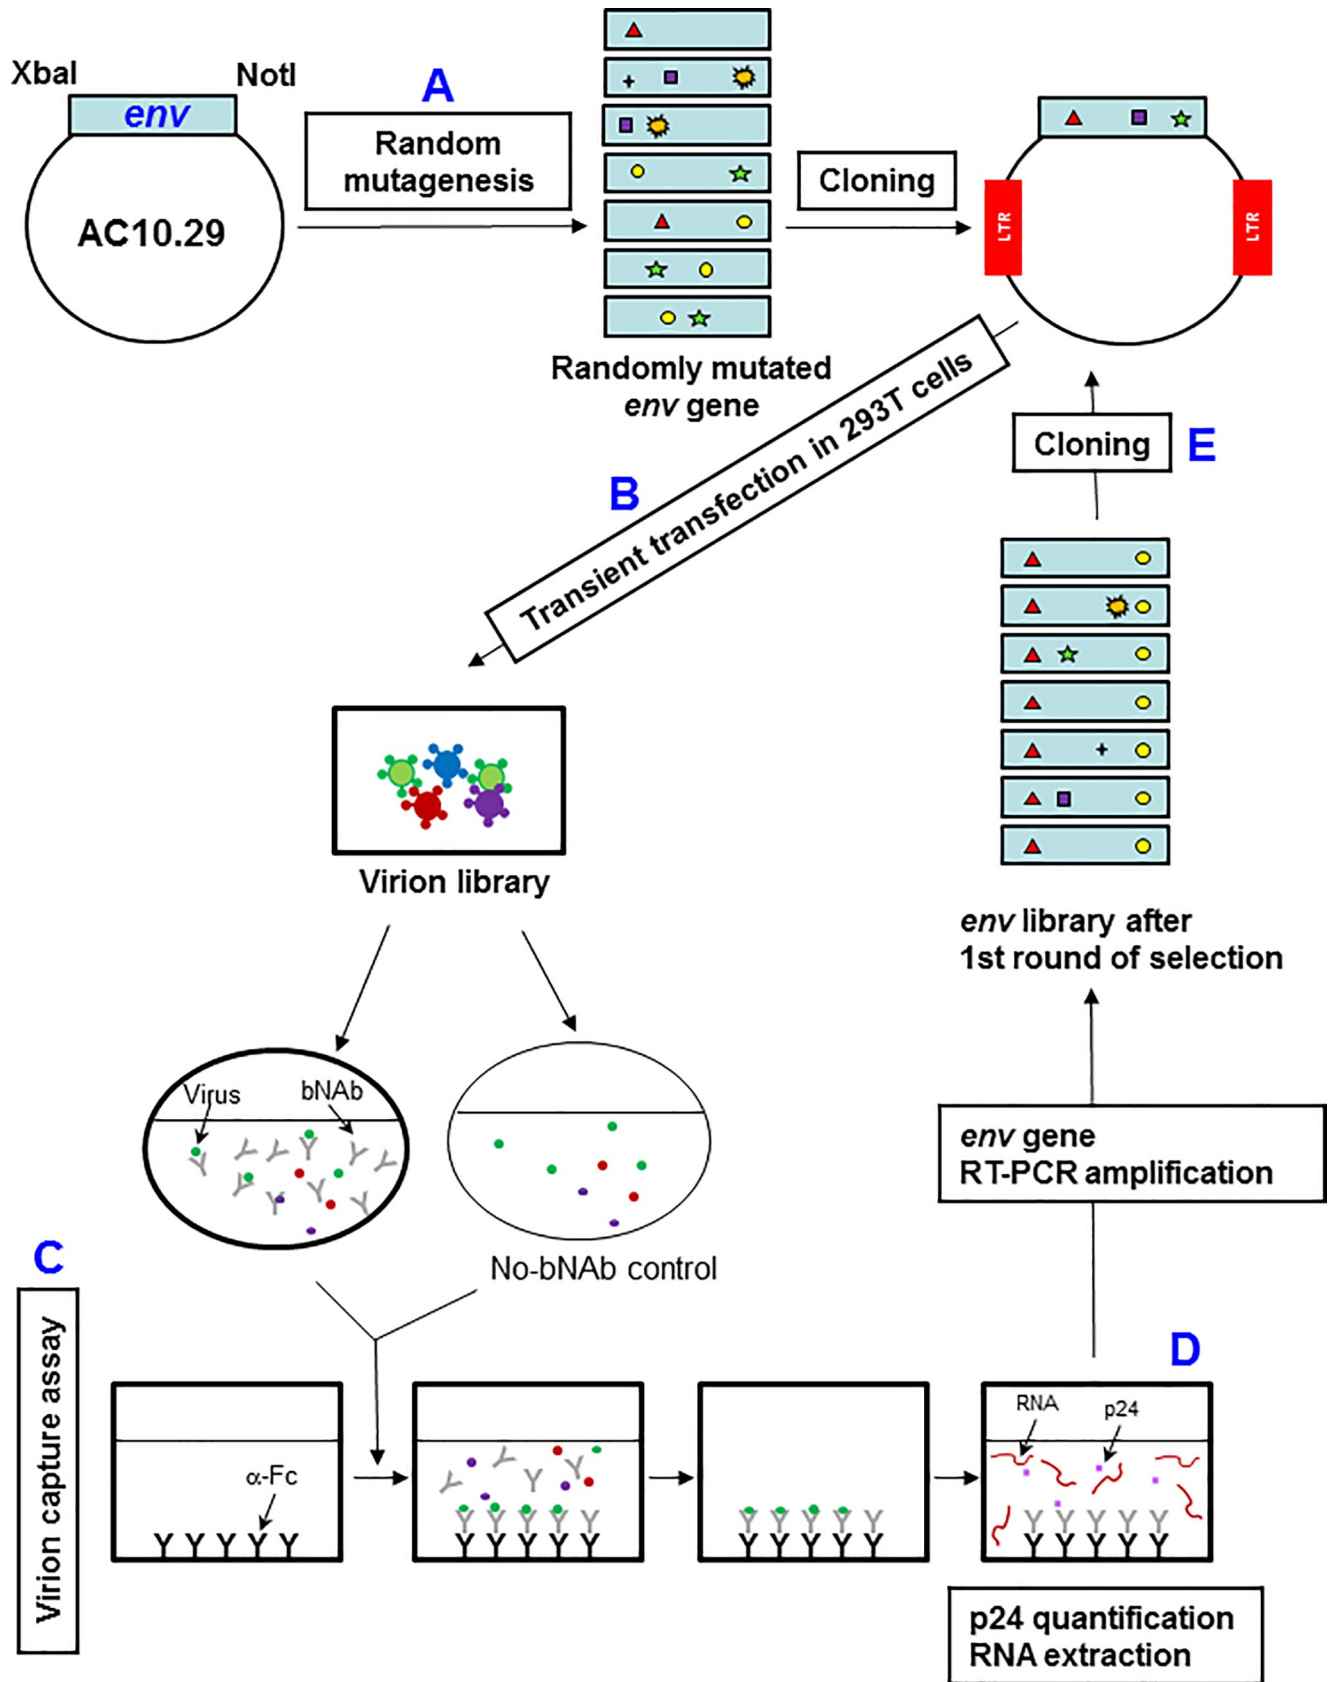 XbaI
NotI
env
AC10.29
A
Random
mutagenesis
Randomly mutated
env gene
Cloning
LTR
LTR
B
Transient transfection in 293T cells
Cloning
E
env library after
1st round of selection
Virion library
Virus
bNAb
No-bNAb control
env gene
RT-PCR amplification
C
Virion capture assay
α-Fc
D
RNA
p24
p24 quantification
RNA extraction